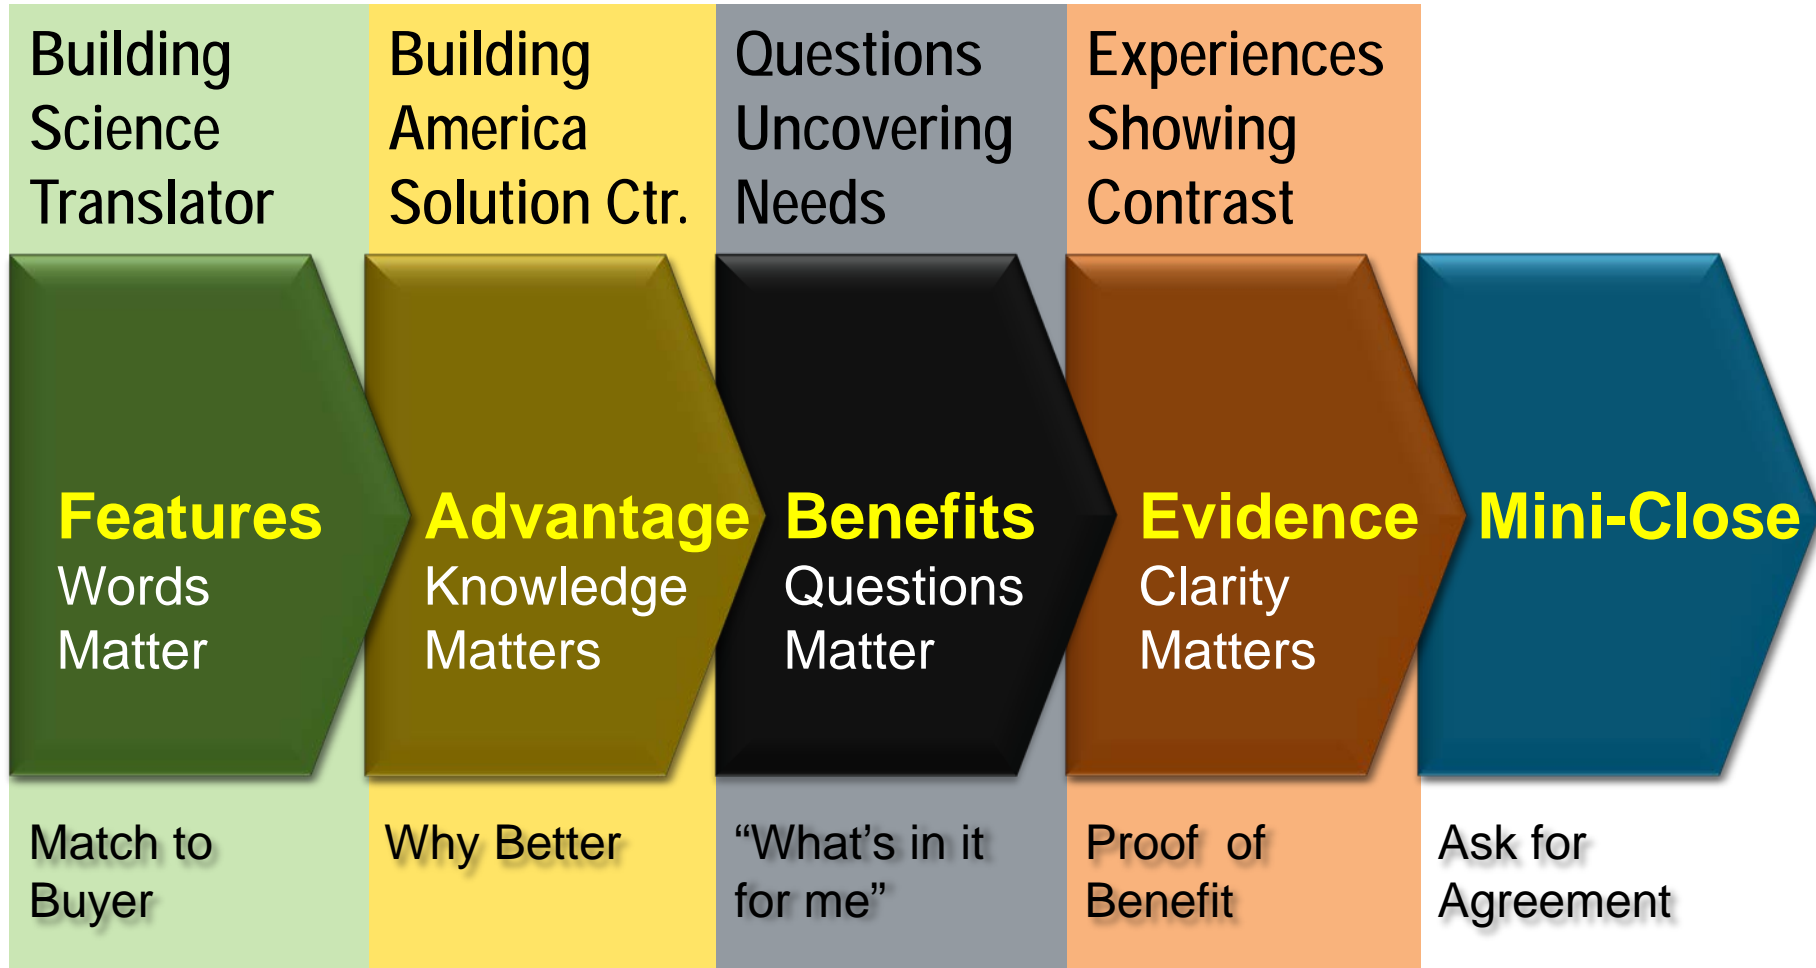 Building
Science
Translator
Building
America
Solution Ctr.
Questions
Uncovering
Needs
Experiences
Showing
Contrast
Features
Words
Matter
Advantage
Knowledge
Matters
Benefits
Questions
Matter
Evidence
Clarity
Matters
Mini-Close
Match to
Buyer
Why Better
“What’s in it
for me”
Proof of
Benefit
Ask for
Agreement